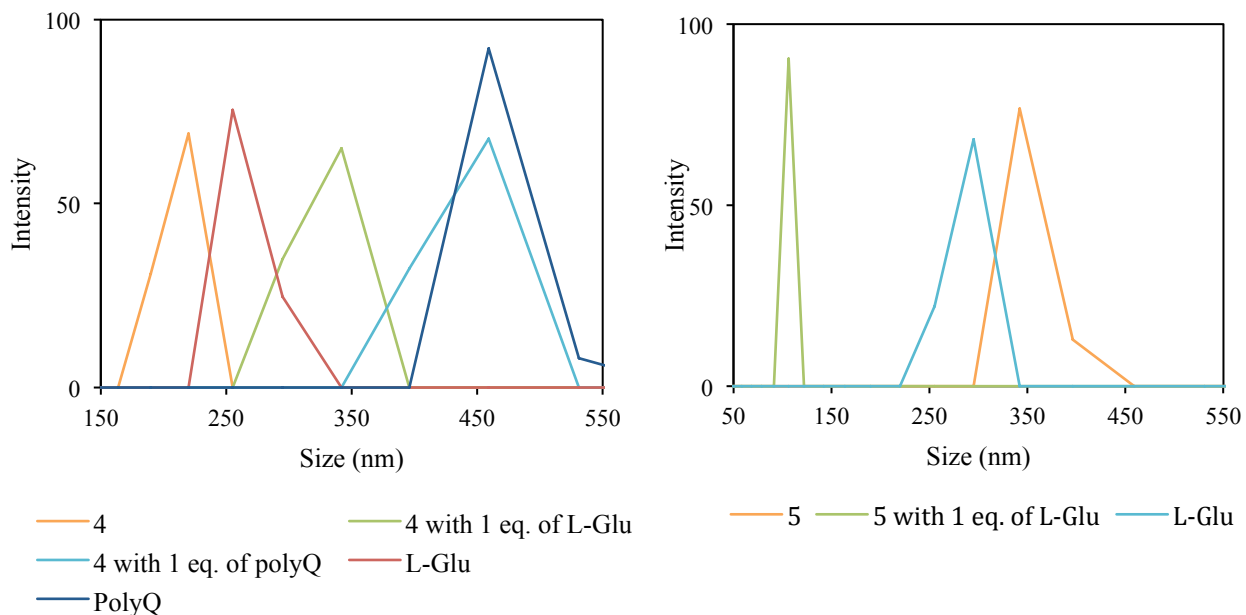 100
50
0
Intensity
150 250 350 450 550
Size (nm)
4 4 with 1 eq. of L-Glu
4 with 1 eq. of polyQ L-Glu
PolyQ
100
50
0
Intensity
50 150 250 350 450 550
Size (nm)
5 5 with 1 eq. of L-Glu L-Glu